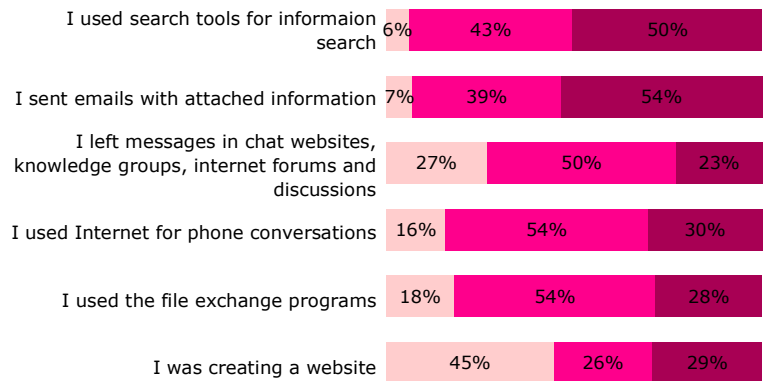 I used search tools for informaion
search
6% 43% 50%
I sent emails with attached information
7% 39% 54%
I left messages in chat websites,
knowledge groups, internet forums and
discussions
27% 50% 23%
I used Internet for phone conversations
16% 54% 30%
I used the file exchange programs
18% 54% 28%
I was creating a website
45% 26% 29%